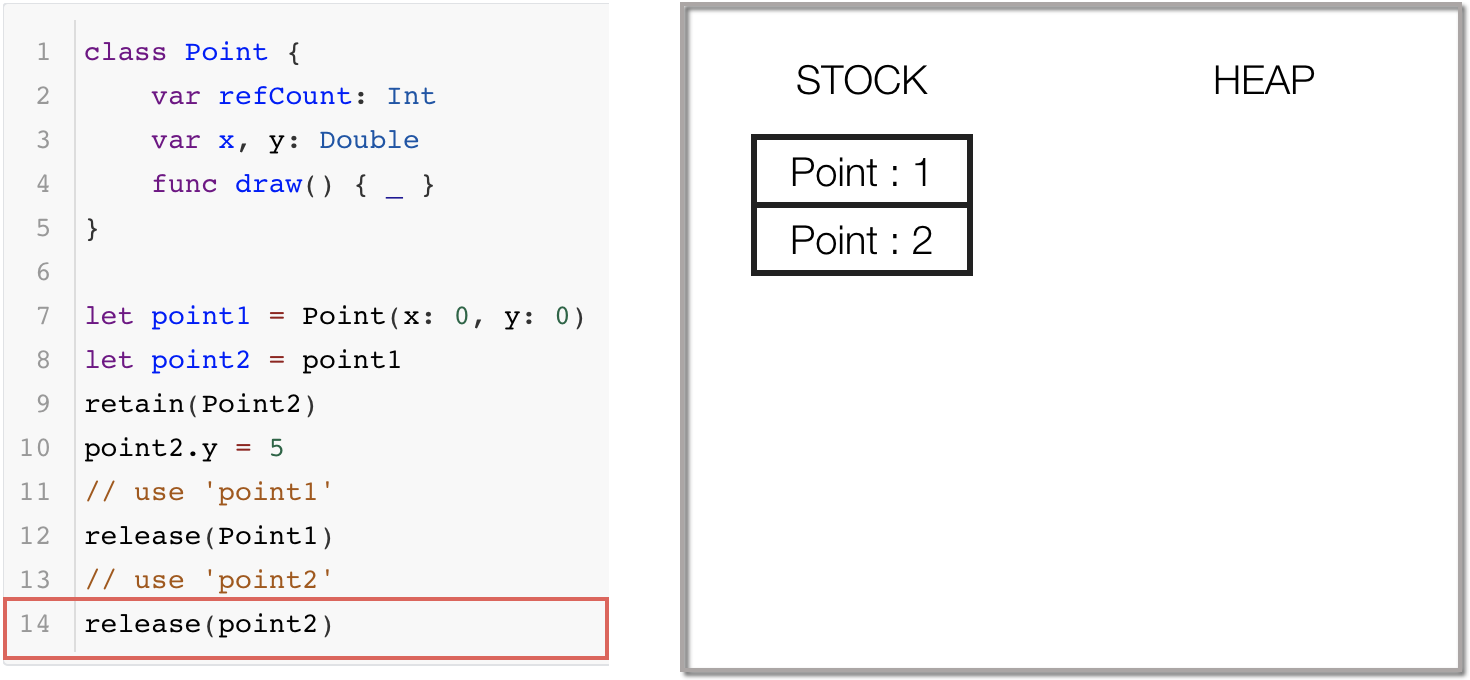 1 class Point {
2 var refCount: Int
3 var x, y: Double
4 func draw() { _ }
5 }
6
7 let point1 = Point(x: 0, y: 0)
8 let point2 = point1
9 retain(Point2)
10 point2.y = 5
11 // use 'point1'
12 release(Point1)
13 // use 'point2'
14 release(point2)
STOCK HEAP
Point : 1
Point : 2